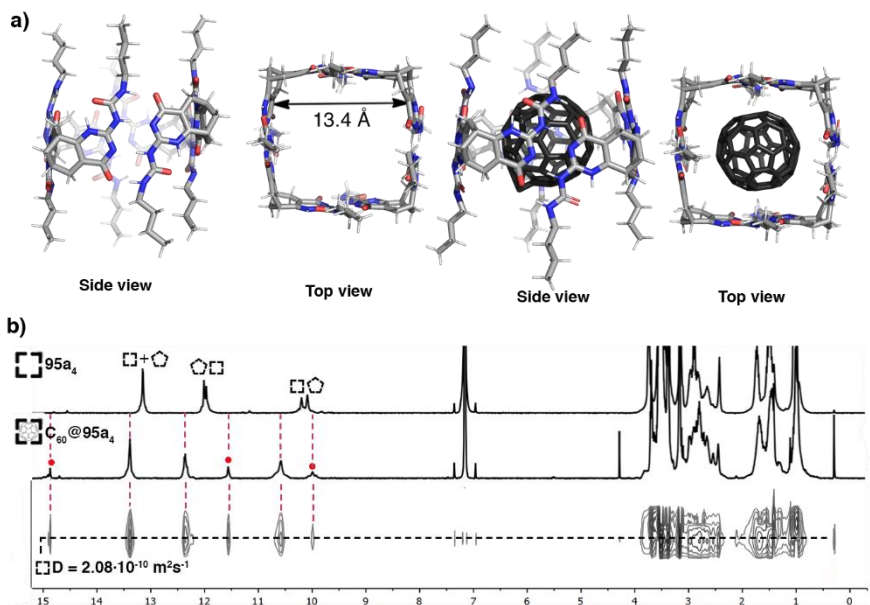 a)
13.4 Å
Side view
Top view
Side view
Top view
b)
95a₄
+
C₆₀@95a₄
D = 2.08·10⁻¹⁰ m²s⁻¹
15 14 13 12 11 10 9 8 7 6 5 4 3 2 1 0